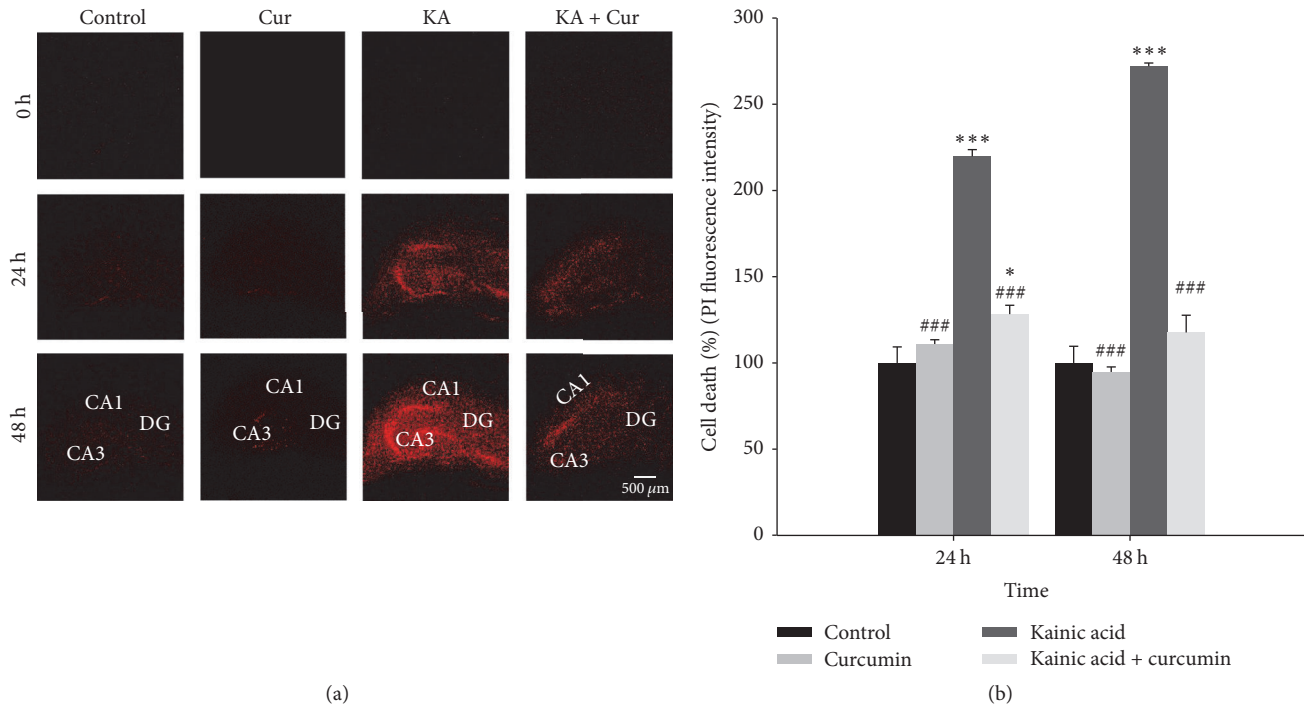 Control Cur KA KA + Cur
0 h
24 h
48 h
CA1
DG
CA3
CA1
DG
CA3
CA1
DG
CA3
CA1
DG
CA3
500 μm
(a)
Cell death (%) (PI fluorescence intensity)
300
250
200
150
100
50
0
###
***
*
###
###
***
###
24 h 48 h
Time
Control
Curcumin
Kainic acid
Kainic acid + curcumin
(b)